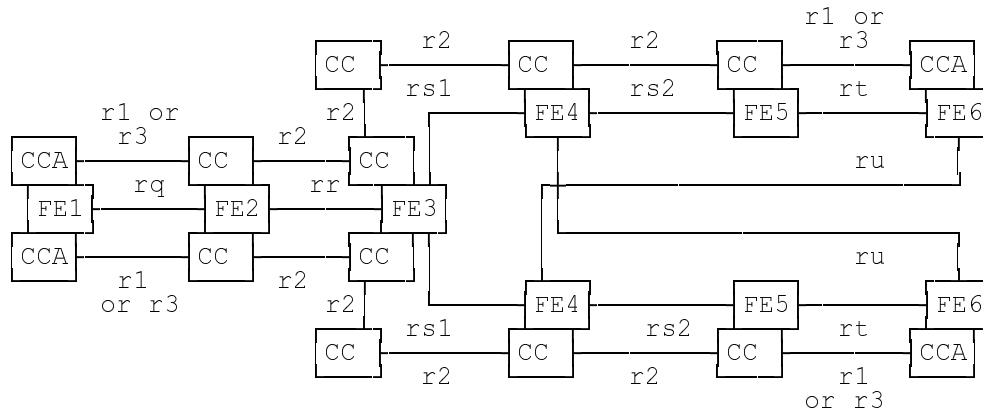 r1 or
r2 r2 r3
CC CC CC CCA
rs1 rs2 rt
r1 or r2 FE4 FE5 FE6
r3 r2
CCA CC CC ru
rq rr
FE1 FE2 FE3
CCA CC CC
r1 r2 ru
or r3 r2 FE4 FE5 FE6
rs1 rs2 rt
CC CC CC CCA
r2 r2 r1
or r3